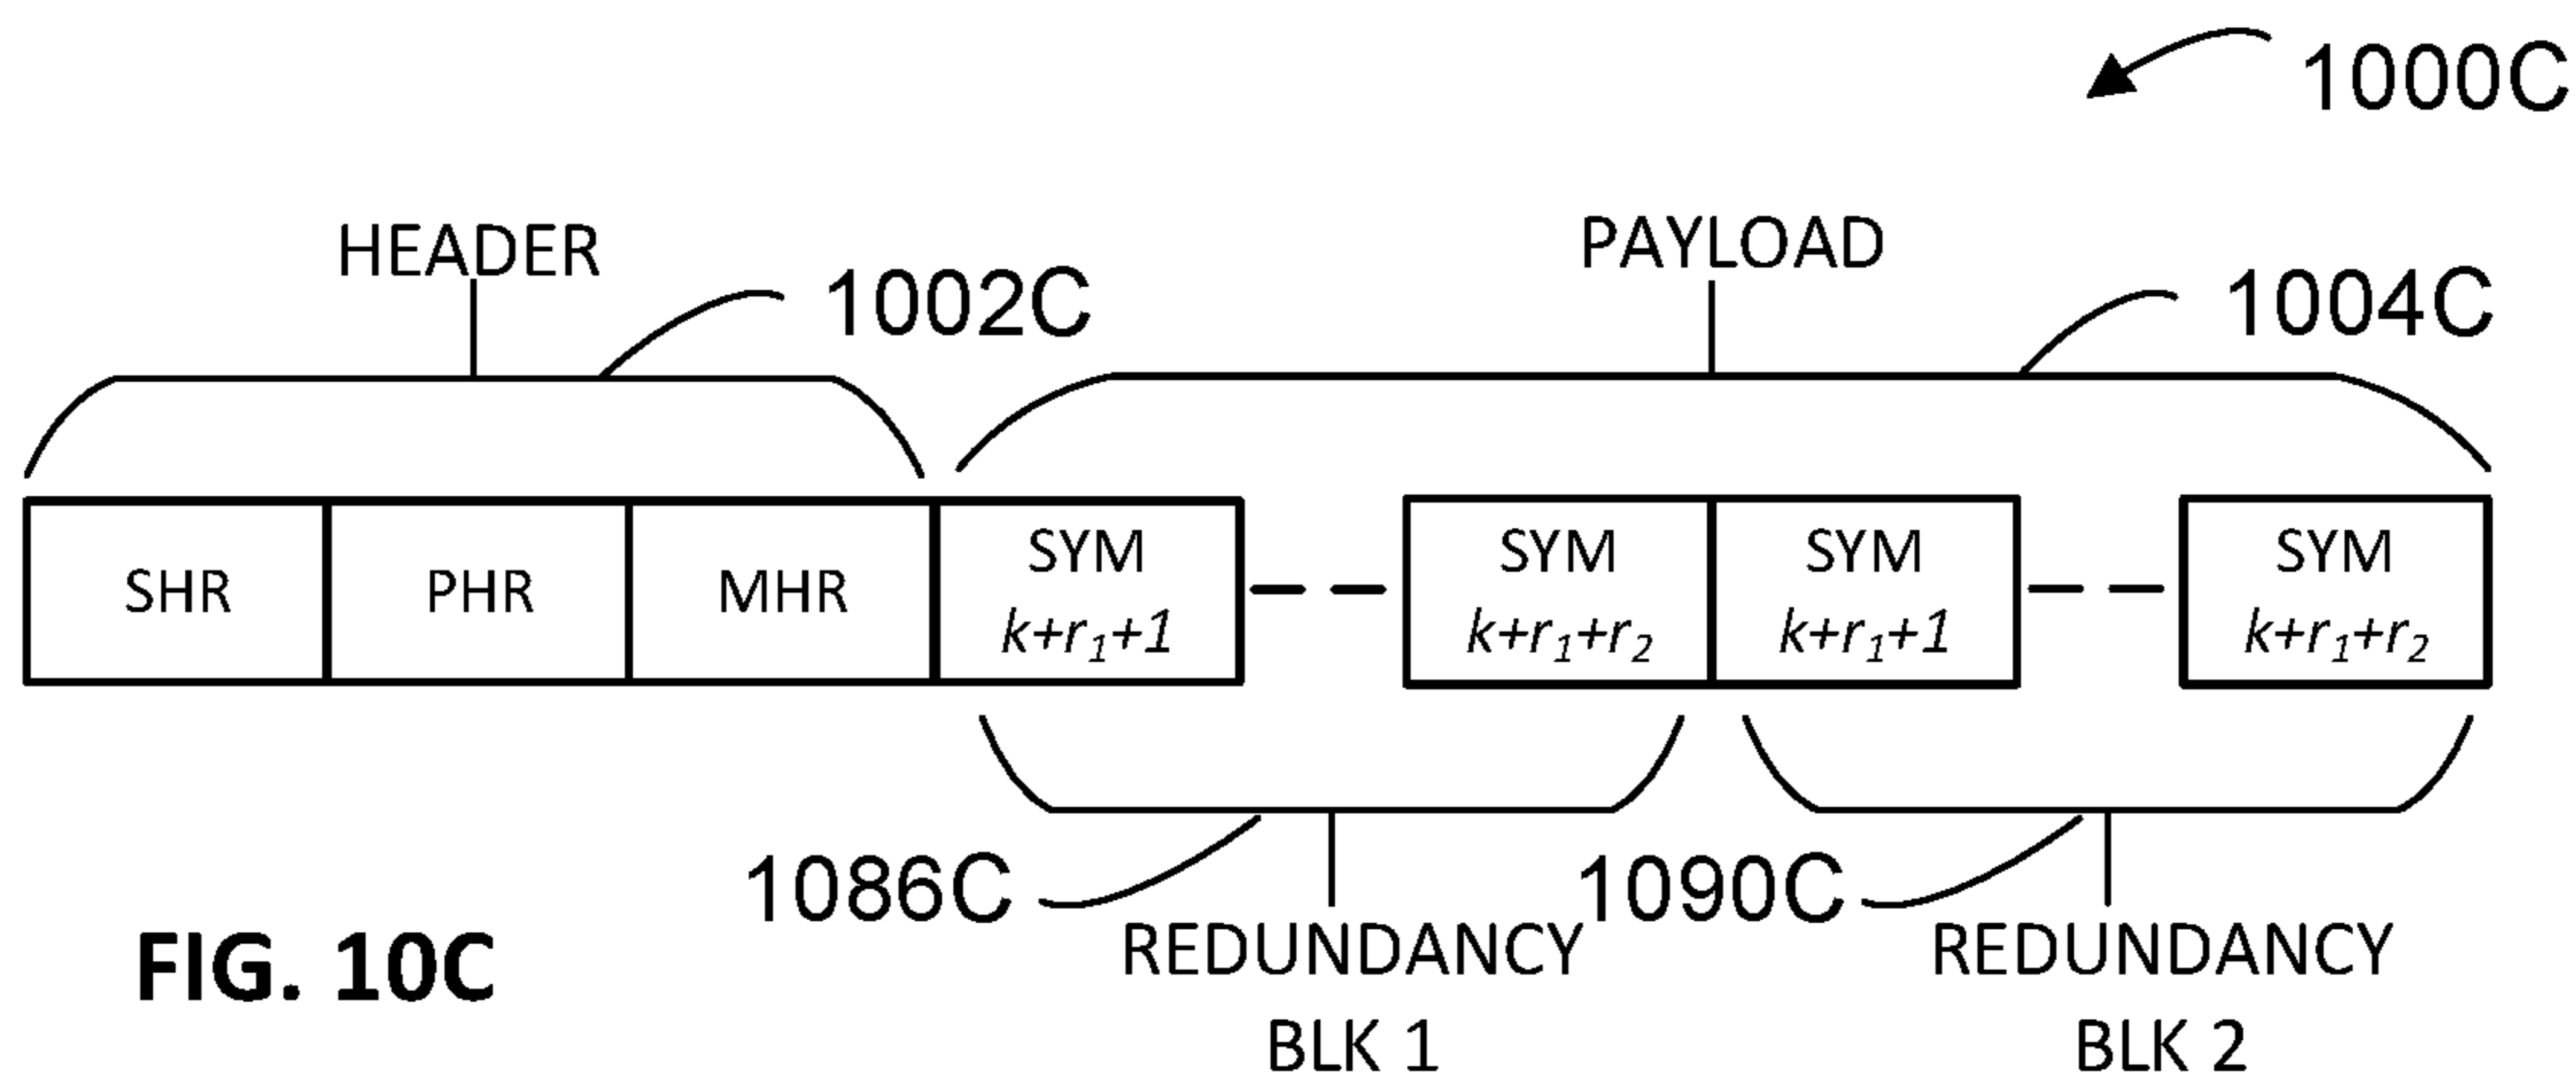 1000C
HEADER
PAYLOAD
1002C
1004C
SHR
PHR
MHR
SYM
k+r₁+1
SYM
k+r₁+r₂
SYM
k+r₁+1
SYM
k+r₁+r₂
1086C
1090C
REDUNDANCY
BLK 1
REDUNDANCY
BLK 2
FIG. 10C